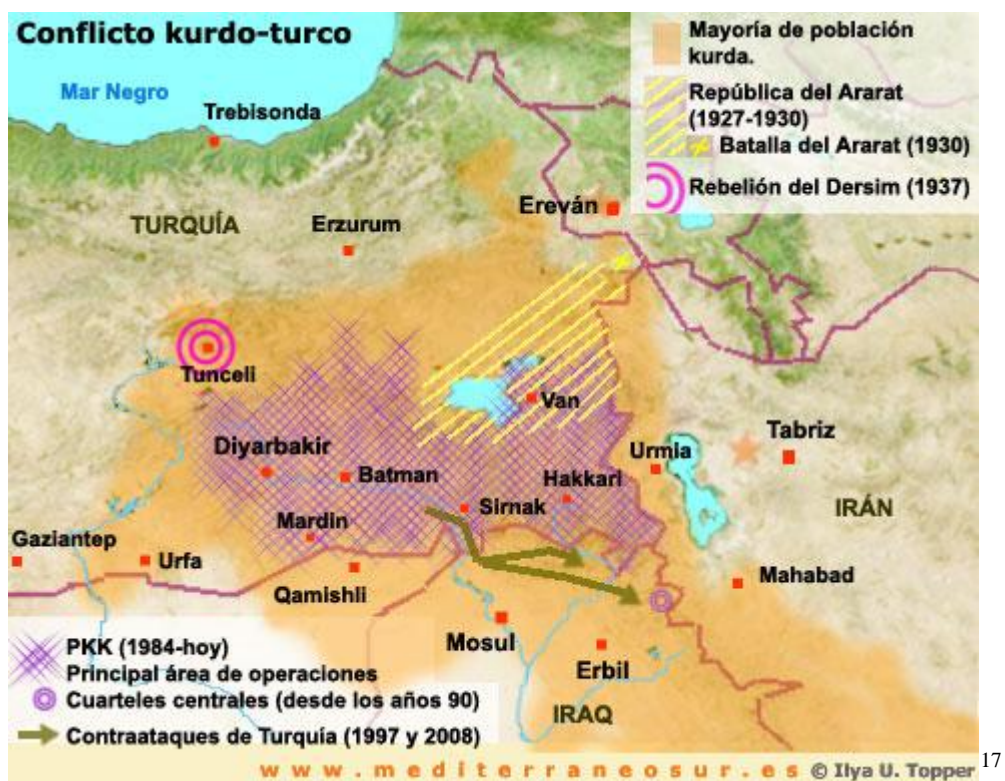 Conflicto kurdo-turco
Mayoría de población
kurda.
República del Ararat
(1927-1930)
Batalla del Ararat (1930)
Rebelión del Dersim (1937)
Mar Negro
Trebisonda
TURQUÍA
Erzurum
Ereván
Tunceli
Van
Diyarbakir
Batman
Urmia
Tabriz
Hakkari
Sirnak
IRÁN
Mardin
Gaziantep
Urfa
Qamishli
Mahabad
Mosul
Erbil
IRAQ
PKK (1984-hoy)
Principal área de operaciones
Cuarteles centrales (desde los años 90)
Contraataques de Turquía (1997 y 2008)
www.mediterraneosur.es © Ilya U. Topper
17